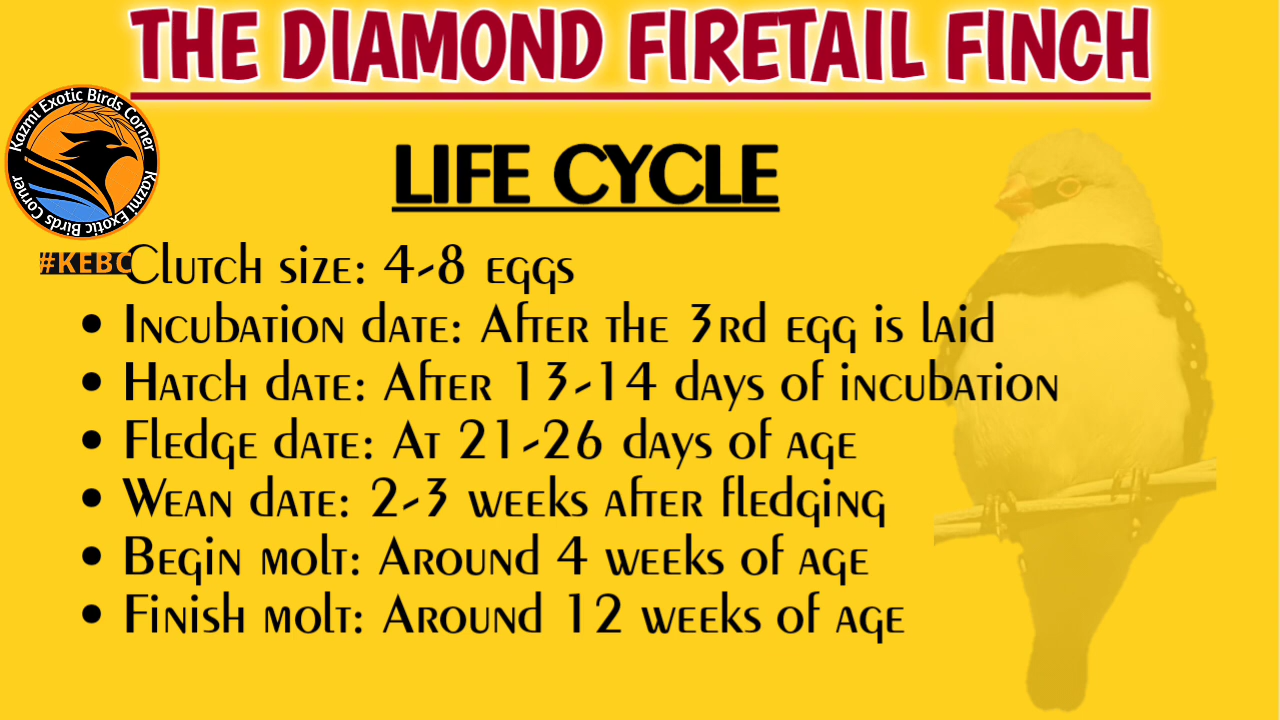 THE DIAMOND FIRETAIL FINCH
Kazmi Exotic Birds Corner
Kazmi Exotic Birds Corner
#KEBC
LIFE CYCLE
Clutch size: 4-8 eggs
• Incubation date: After the 3rd egg is laid
• Hatch date: After 13-14 days of incubation
• Fledge date: At 21-26 days of age
• Wean date: 2-3 weeks after fledging
• Begin molt: Around 4 weeks of age
• Finish molt: Around 12 weeks of age